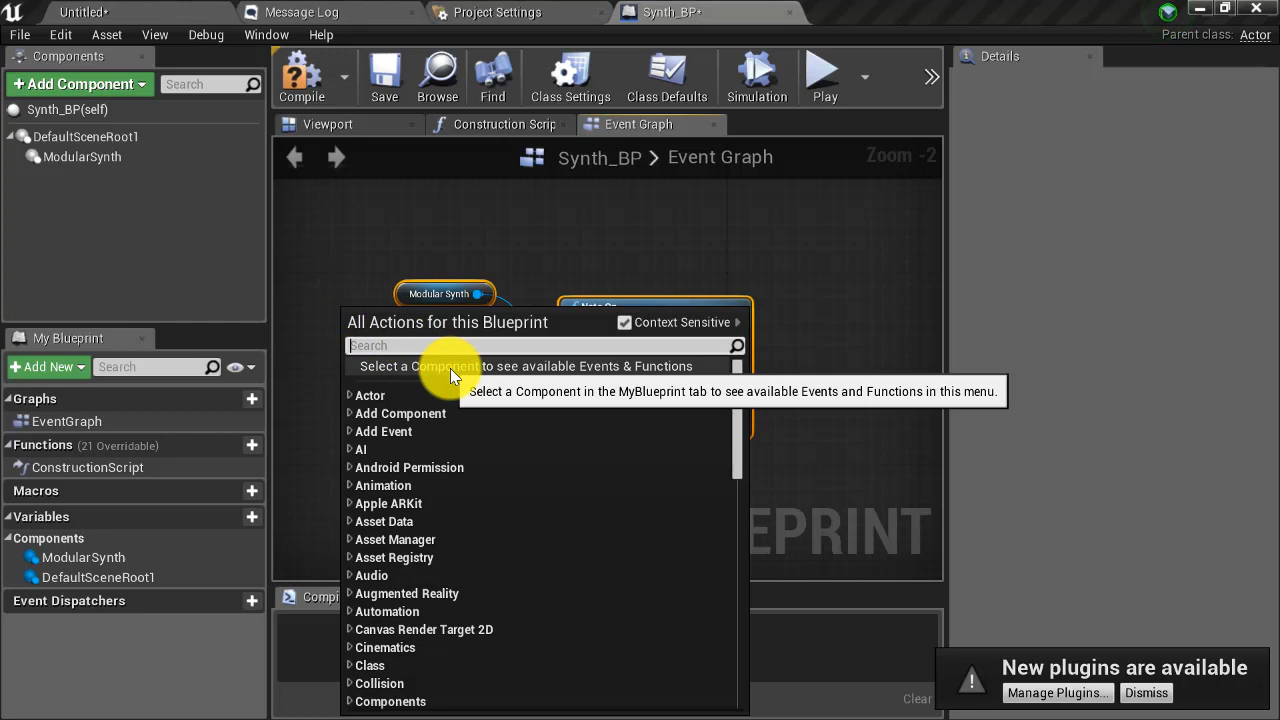 Untitled*
Message Log
Project Settings
Synth_BP*
File Edit Asset View Debug Window Help
Parent class: Actor
Components
+ Add Component
Search
Synth_BP(self)
DefaultSceneRoot1
ModularSynth
Compile
Save
Browse
Find
Class Settings
Class Defaults
Simulation
Play
Details
Viewport
Construction Scrip
Event Graph
Synth_BP > Event Graph
Zoom -2
Modular Synth
All Actions for this Blueprint
Context Sensitive
Search
Select a Component to see available Events & Functions
Select a Component in the MyBlueprint tab to see available Events and Functions in this menu.
Actor
Add Component
Add Event
AI
Android Permission
Animation
Apple ARKit
Asset Data
Asset Manager
Asset Registry
Audio
Augmented Reality
Automation
Canvas Render Target 2D
Cinematics
Class
Collision
Components
EPRINT
My Blueprint
+ Add New
Search
Graphs
EventGraph
Functions (21 Overridable)
ConstructionScript
Macros
Variables
Components
ModularSynth
DefaultSceneRoot1
Event Dispatchers
Compi
Clear
New plugins are available
Manage Plugins...
Dismiss